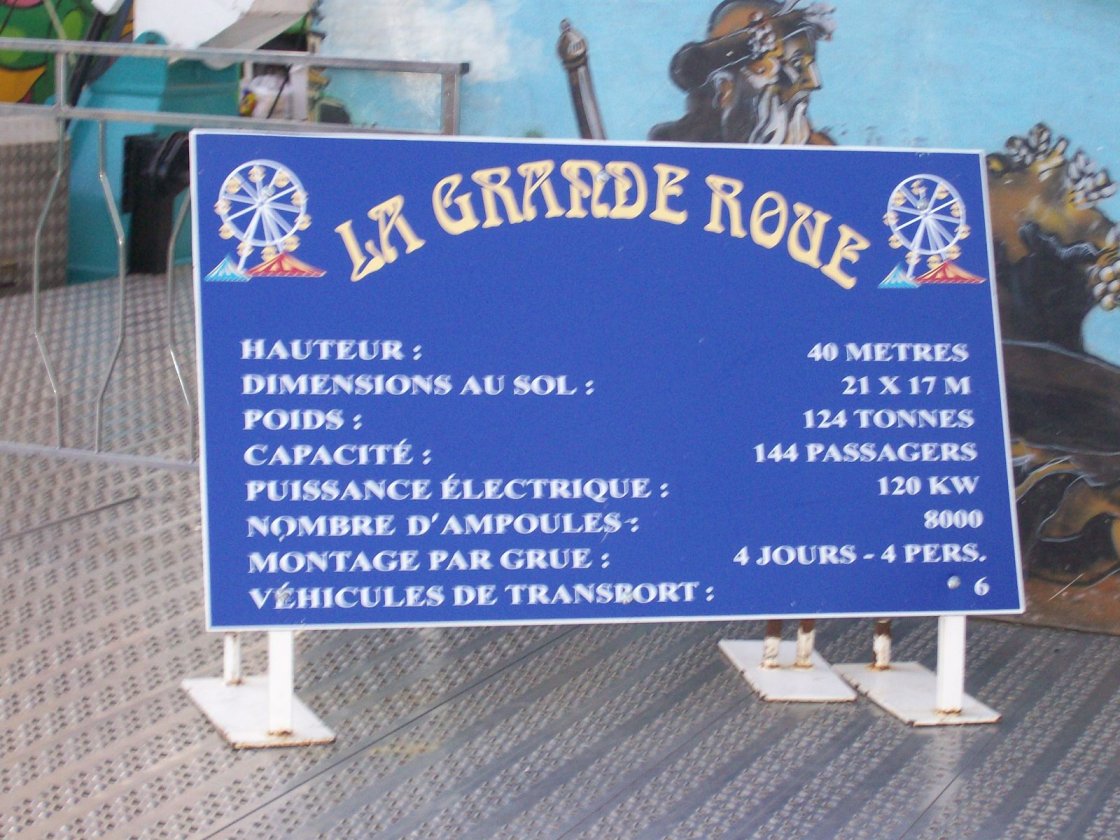 LA GRANDE ROUE
HAUTEUR : 40 METRES
DIMENSIONS AU SOL : 21 X 17 M
POIDS : 124 TONNES
CAPACITÉ : 144 PASSAGERS
PUISSANCE ÉLECTRIQUE : 120 KW
NOMBRE D'AMPOULES : 8000
MONTAGE PAR GRUE : 4 JOURS - 4 PERS.
VÉHICULES DE TRANSPORT : 6